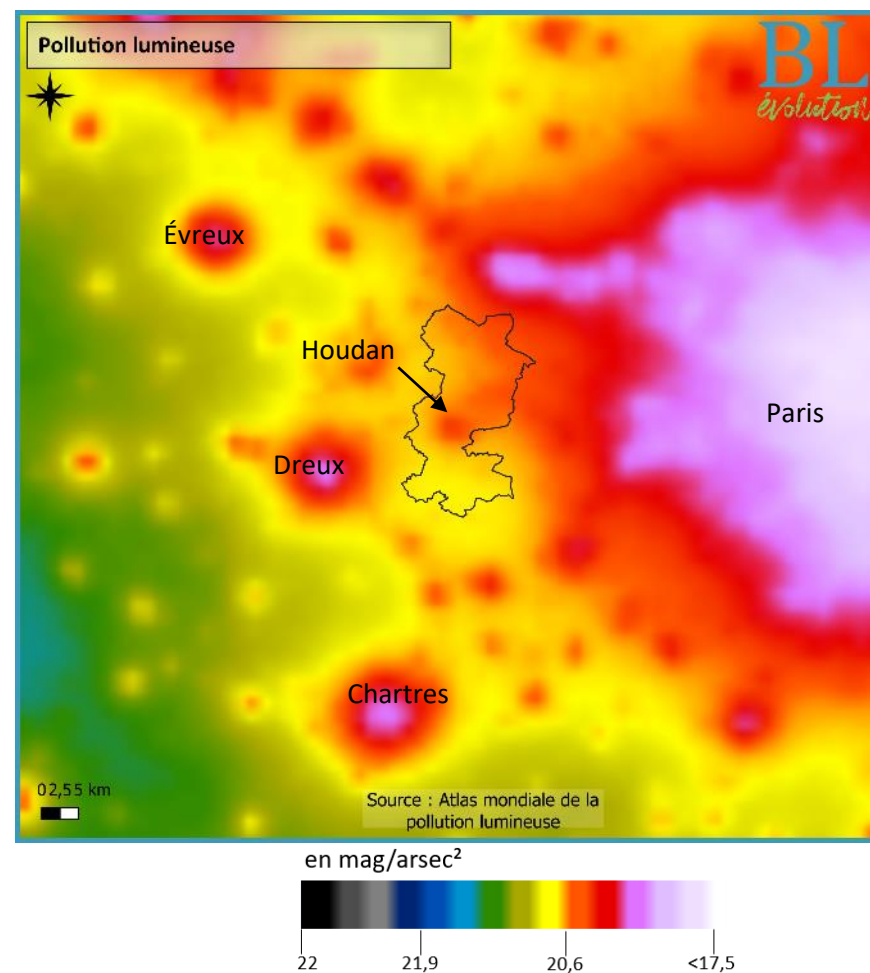 Pollution lumineuse
BL
évolution
Évreux
Houdan
Paris
Dreux
Chartres
02,55 km
Source : Atlas mondiale de la
pollution lumineuse
en mag/arsec²
22
21,9
20,6
<17,5